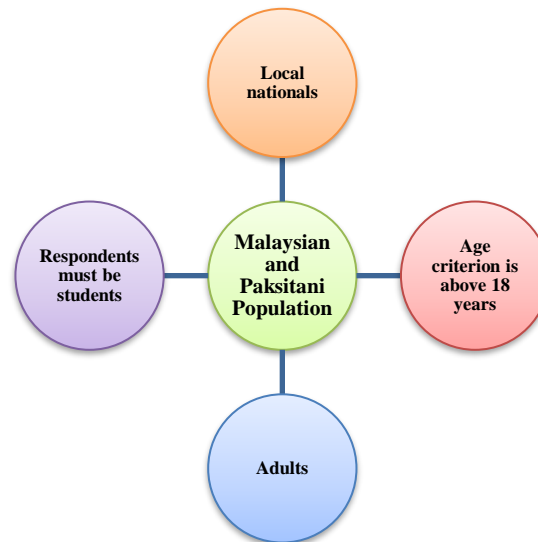 Local
nationals
Respondents
must be
students
Malaysian
and
Paksitani
Population
Age
criterion is
above 18
years
Adults